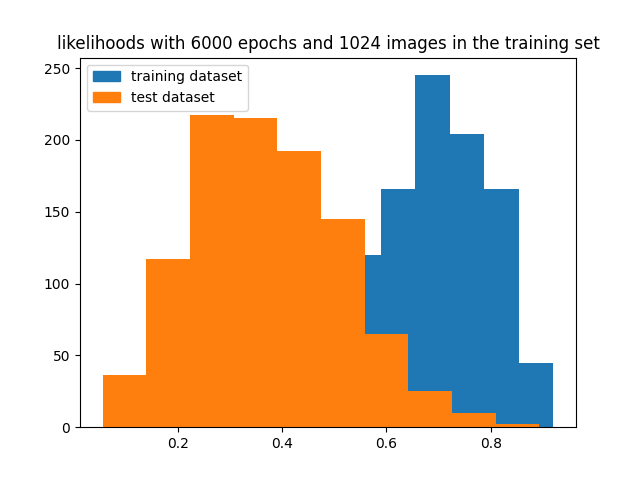 likelihoods with 6000 epochs and 1024 images in the training set
250
training dataset
test dataset
200
150
100
50
0
0.2 0.4 0.6 0.8